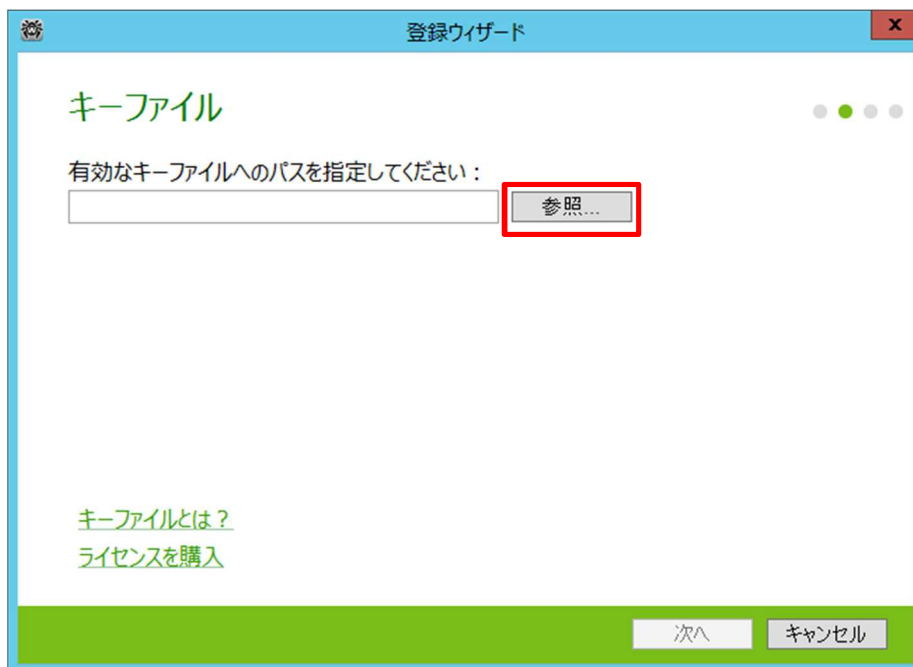 登録ウィザード
x
キーファイル
有効なキーファイルへのパスを指定してください：
参照...
キーファイルとは？
ライセンスを購入
次へ
キャンセル